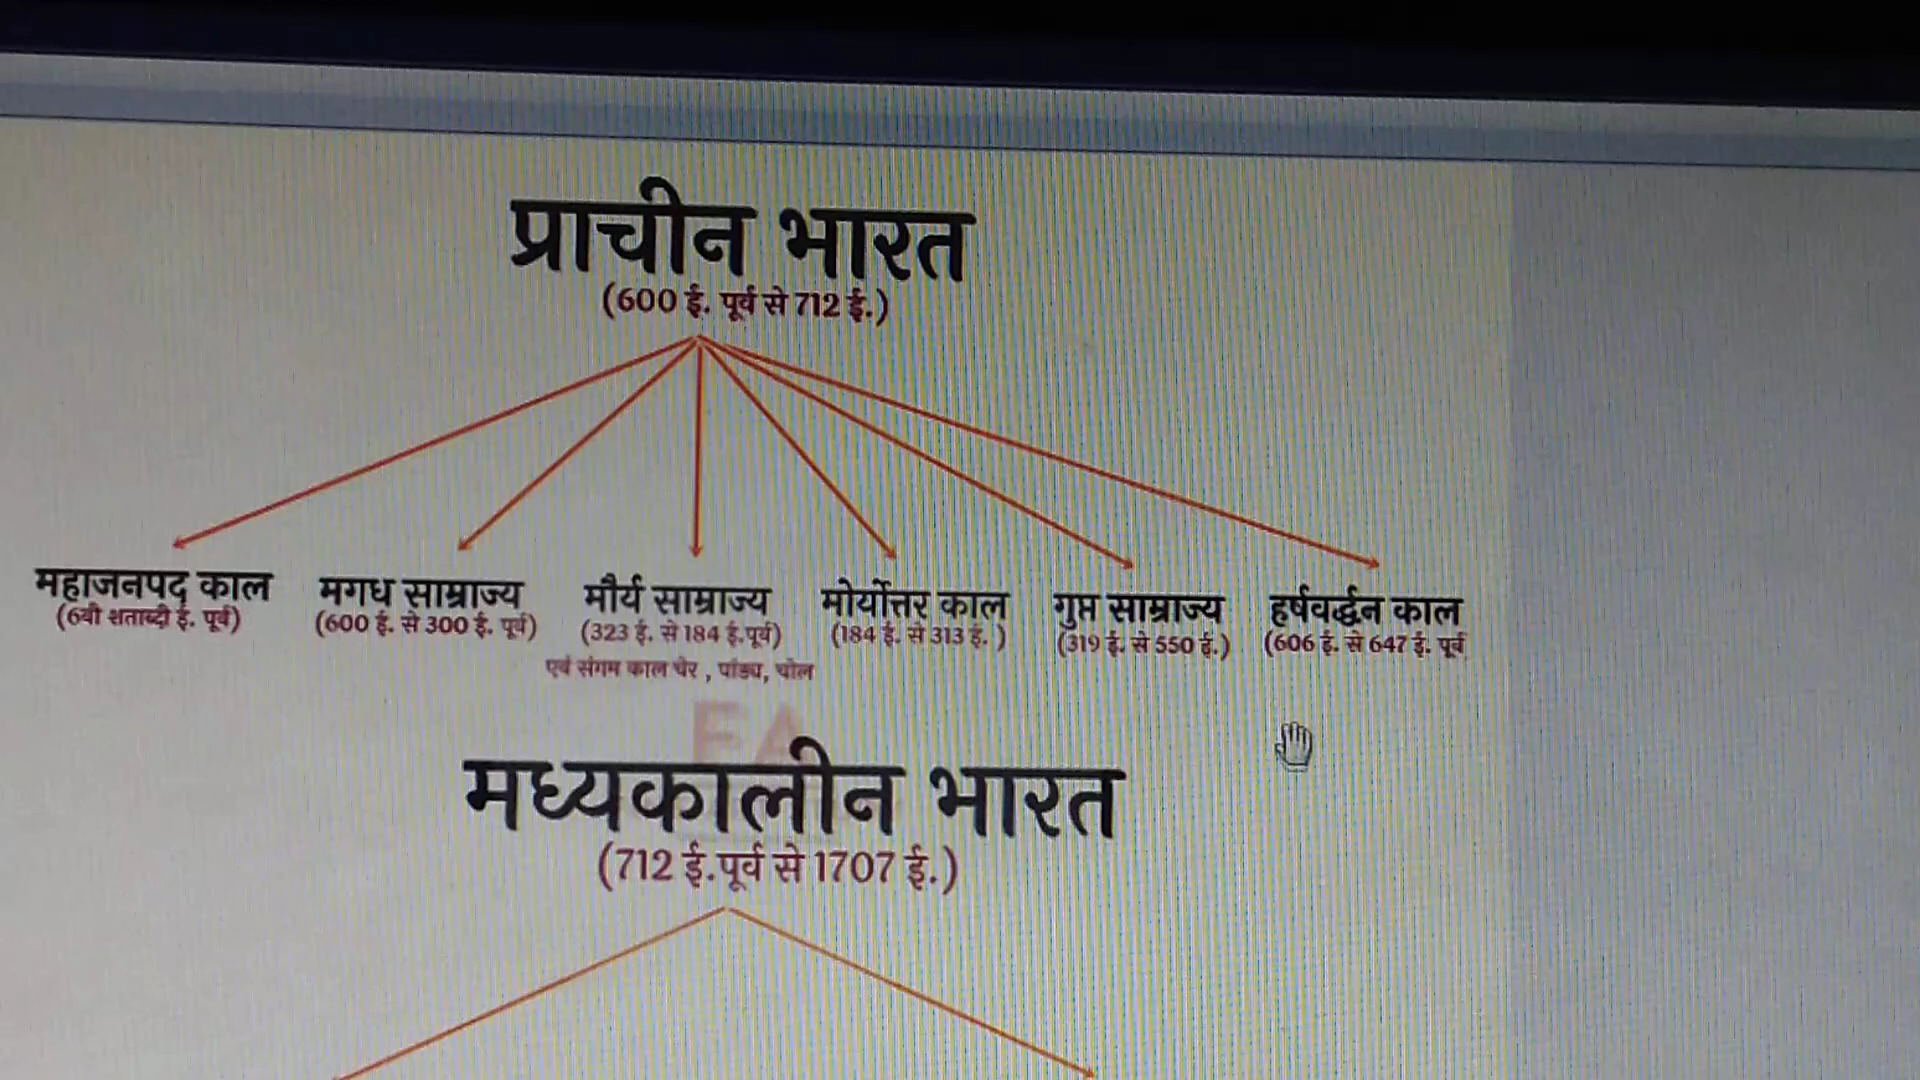 प्राचीन भारत
(600 ई. पूर्व से 712 ई.)
महाजनपद काल
(6वी शताब्दी ई. पूर्व)
मगध साम्राज्य
(600 ई. से 300 ई. पूर्व)
मौर्य साम्राज्य
(323 ई. से 184 ई.पूर्व)
एवं संगम काल चेर , पांड्य, चोल
मोर्योत्तर काल
(184 ई. से 313 ई. )
गुप्त साम्राज्य
(319 ई. से 550 ई.)
हर्षवर्द्धन काल
(606 ई. से 647 ई. पूर्व
EA
मध्यकालीन भारत
(712 ई.पूर्व से 1707 ई.)